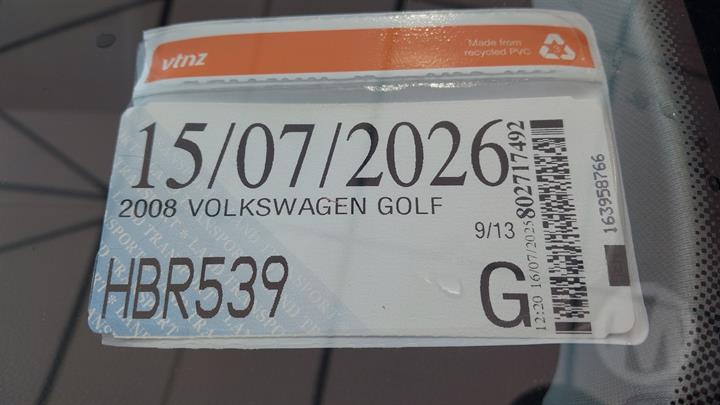 vtnz
Made from
recycled PVC
15/07/2026
2008 VOLKSWAGEN GOLF
9/13
HBR539
G
12:20 16/07/2025
802717492
163958766